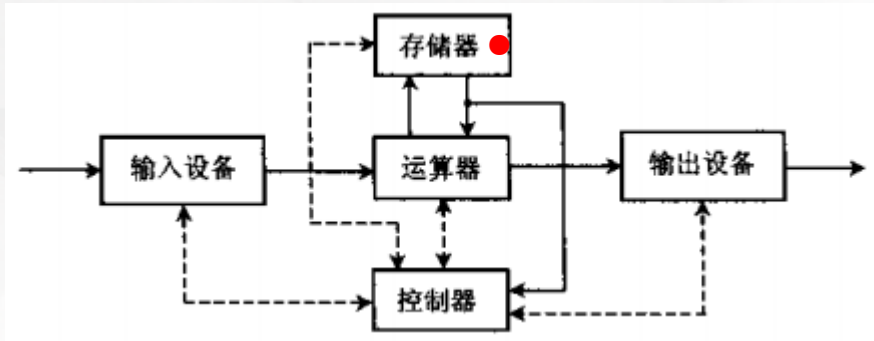 存储器
输入设备
运算器
输出设备
控制器